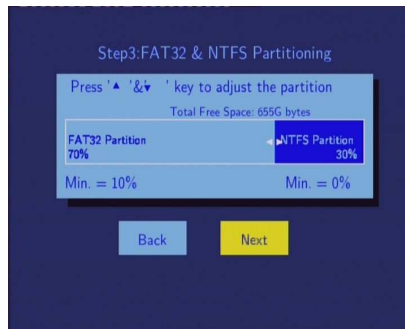 Step3:FAT32 & NTFS Partitioning
Press '▲ '&'▼ ' key to adjust the partition
Total Free Space: 655G bytes
FAT32 Partition
70%
NTFS Partition
30%
Min. = 10%
Min. = 0%
Back
Next